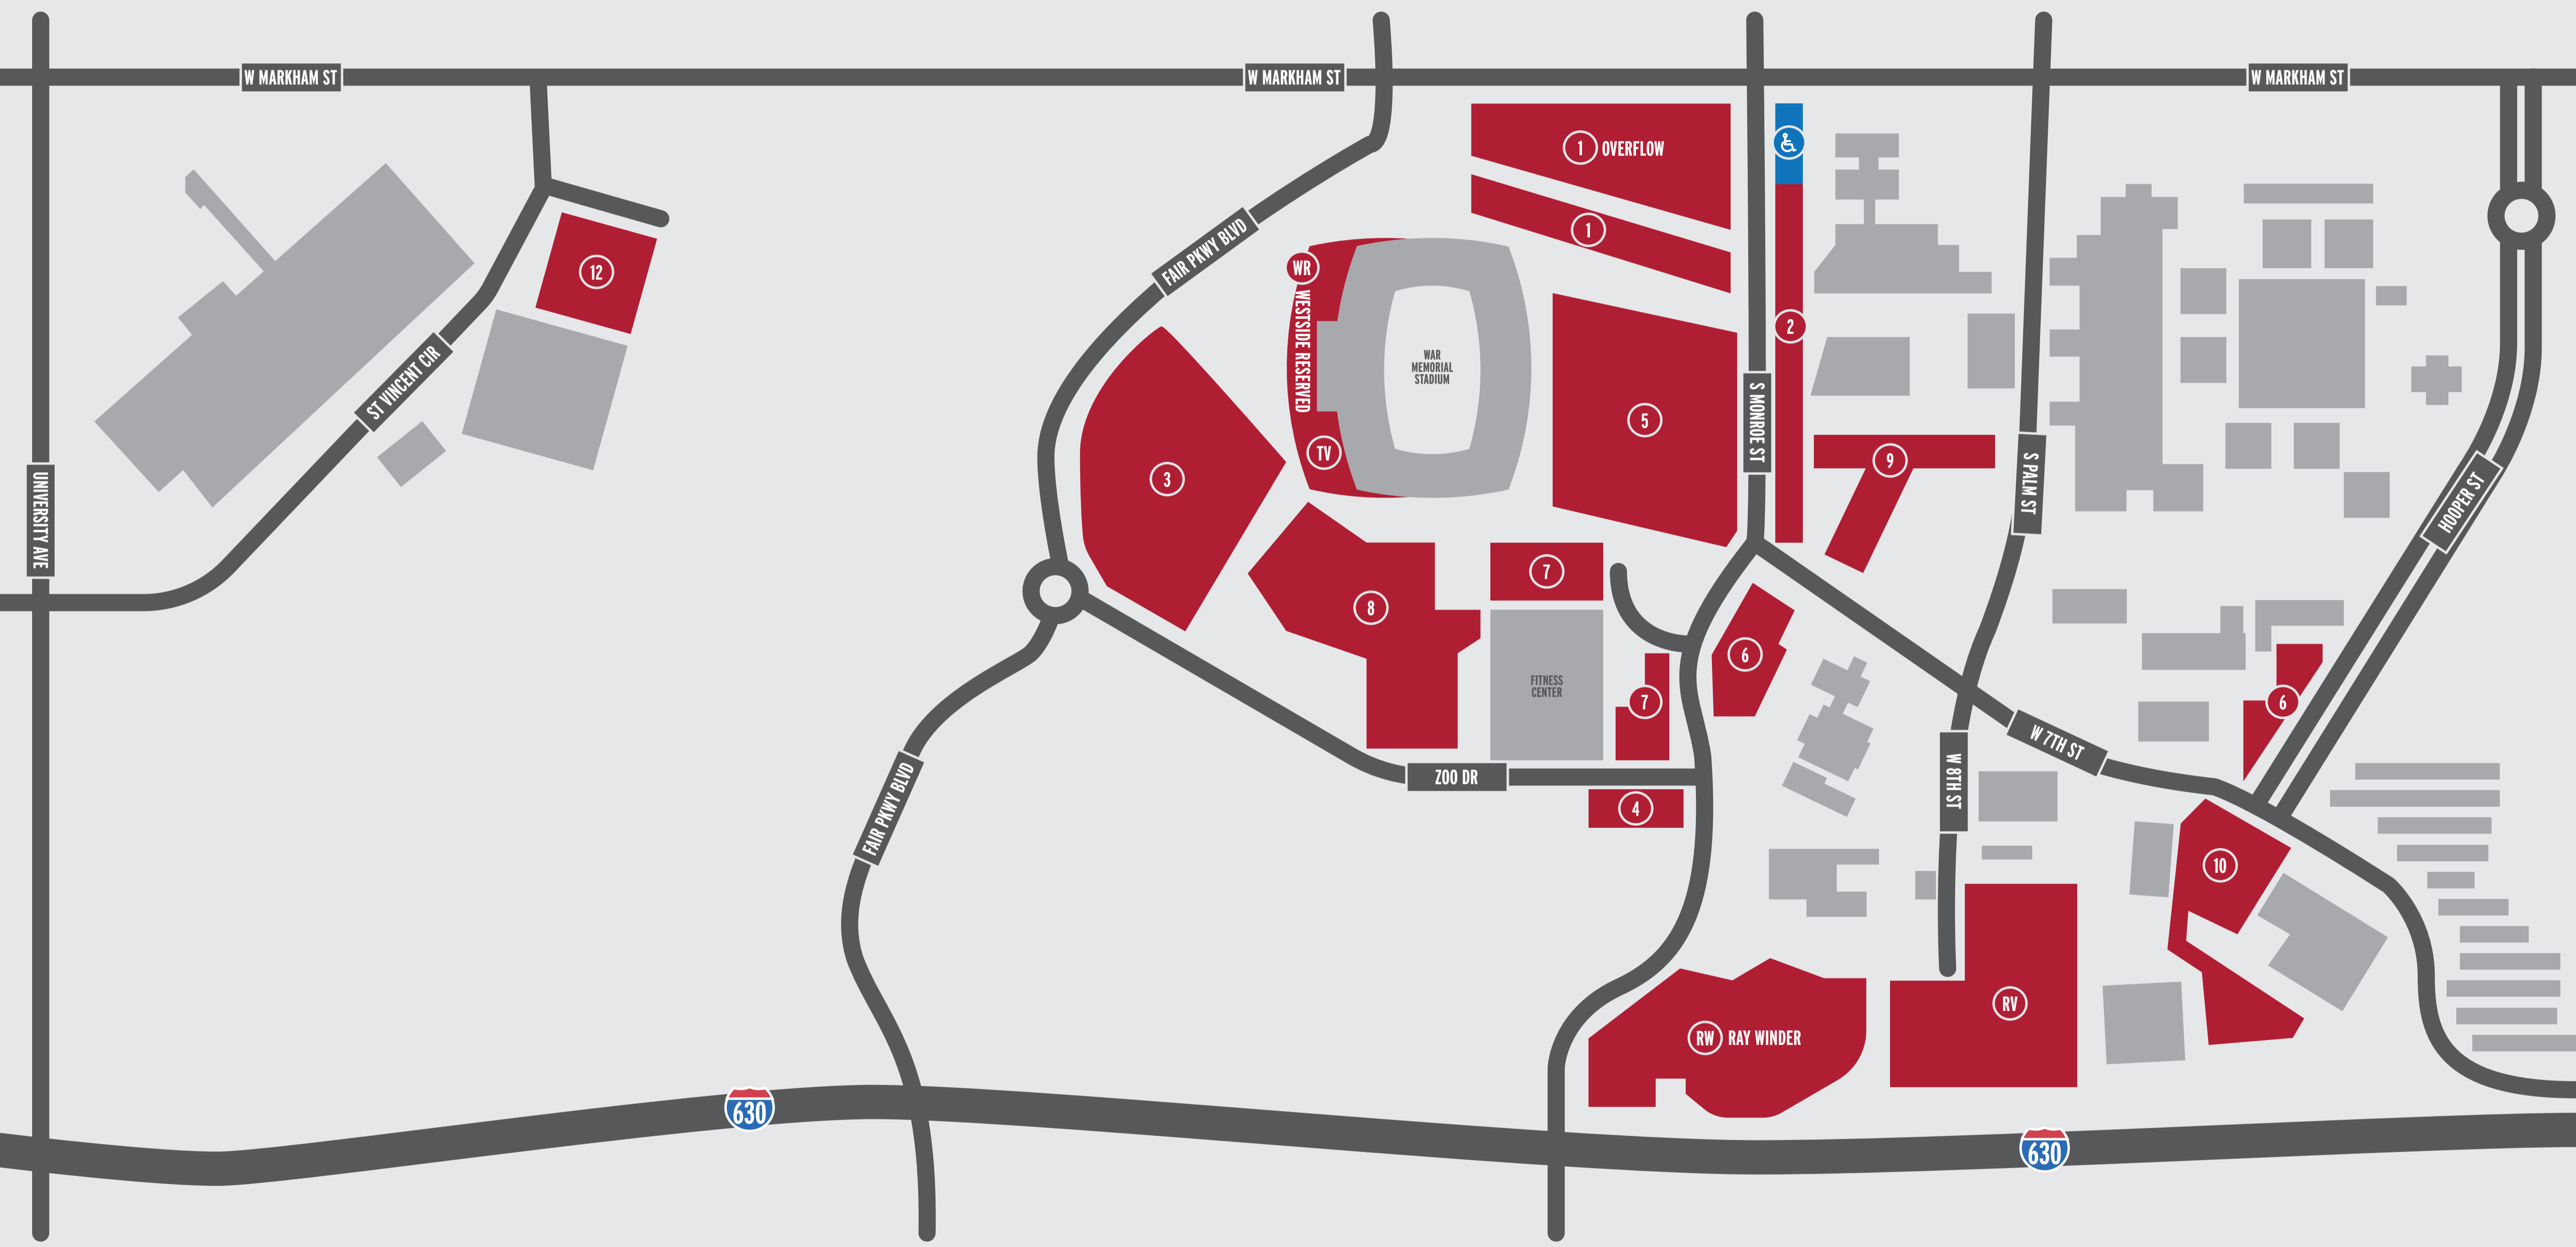 W MARKHAM ST
W MARKHAM ST
W MARKHAM ST
1 OVERFLOW
1
FAIR PKWY BLVD
WR
WESTSIDE RESERVED
TV
12
2
WAR
MEMORIAL
STADIUM
ST VINCENT CIR
5
S MONROE ST
9
3
S PALM ST
HOOPER ST
UNIVERSITY AVE
7
8
6
FITNESS
CENTER
7
6
W 7TH ST
ZOO DR
W 8TH ST
FAIR PKWY BLVD
4
10
RV
RW RAY WINDER
630
630